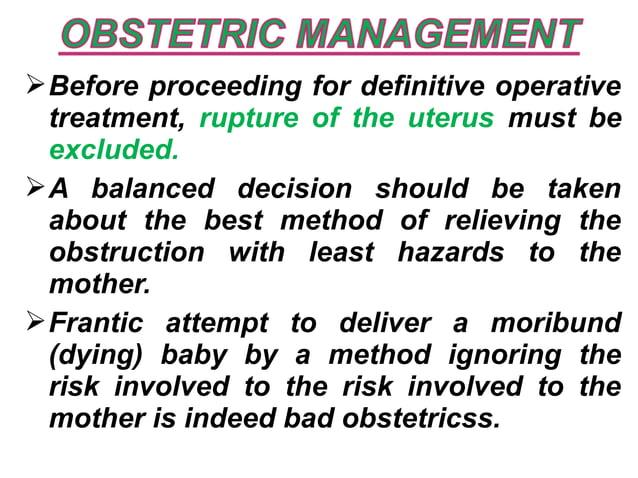 OBSTETRIC MANAGEMENT
➢Before proceeding for definitive operative
treatment, rupture of the uterus must be
excluded.
➢A balanced decision should be taken
about the best method of relieving the
obstruction with least hazards to the
mother.
➢Frantic attempt to deliver a moribund
(dying) baby by a method ignoring the
risk involved to the risk involved to the
mother is indeed bad obstetricss.